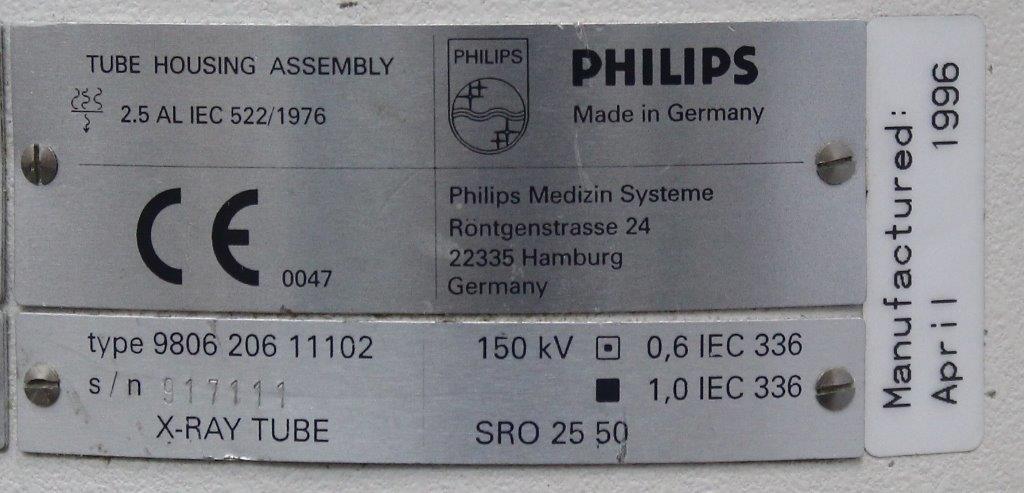 TUBE HOUSING ASSEMBLY
2.5 AL IEC 522/1976
PHILIPS
PHILIPS
Made in Germany
CE 0047
Philips Medizin Systeme
Röntgenstrasse 24
22335 Hamburg
Germany
type 9806 206 11102
s/n 917111
X-RAY TUBE
150 kV 0,6 IEC 336
1,0 IEC 336
SRO 25 50
Manufactured:
April 1996